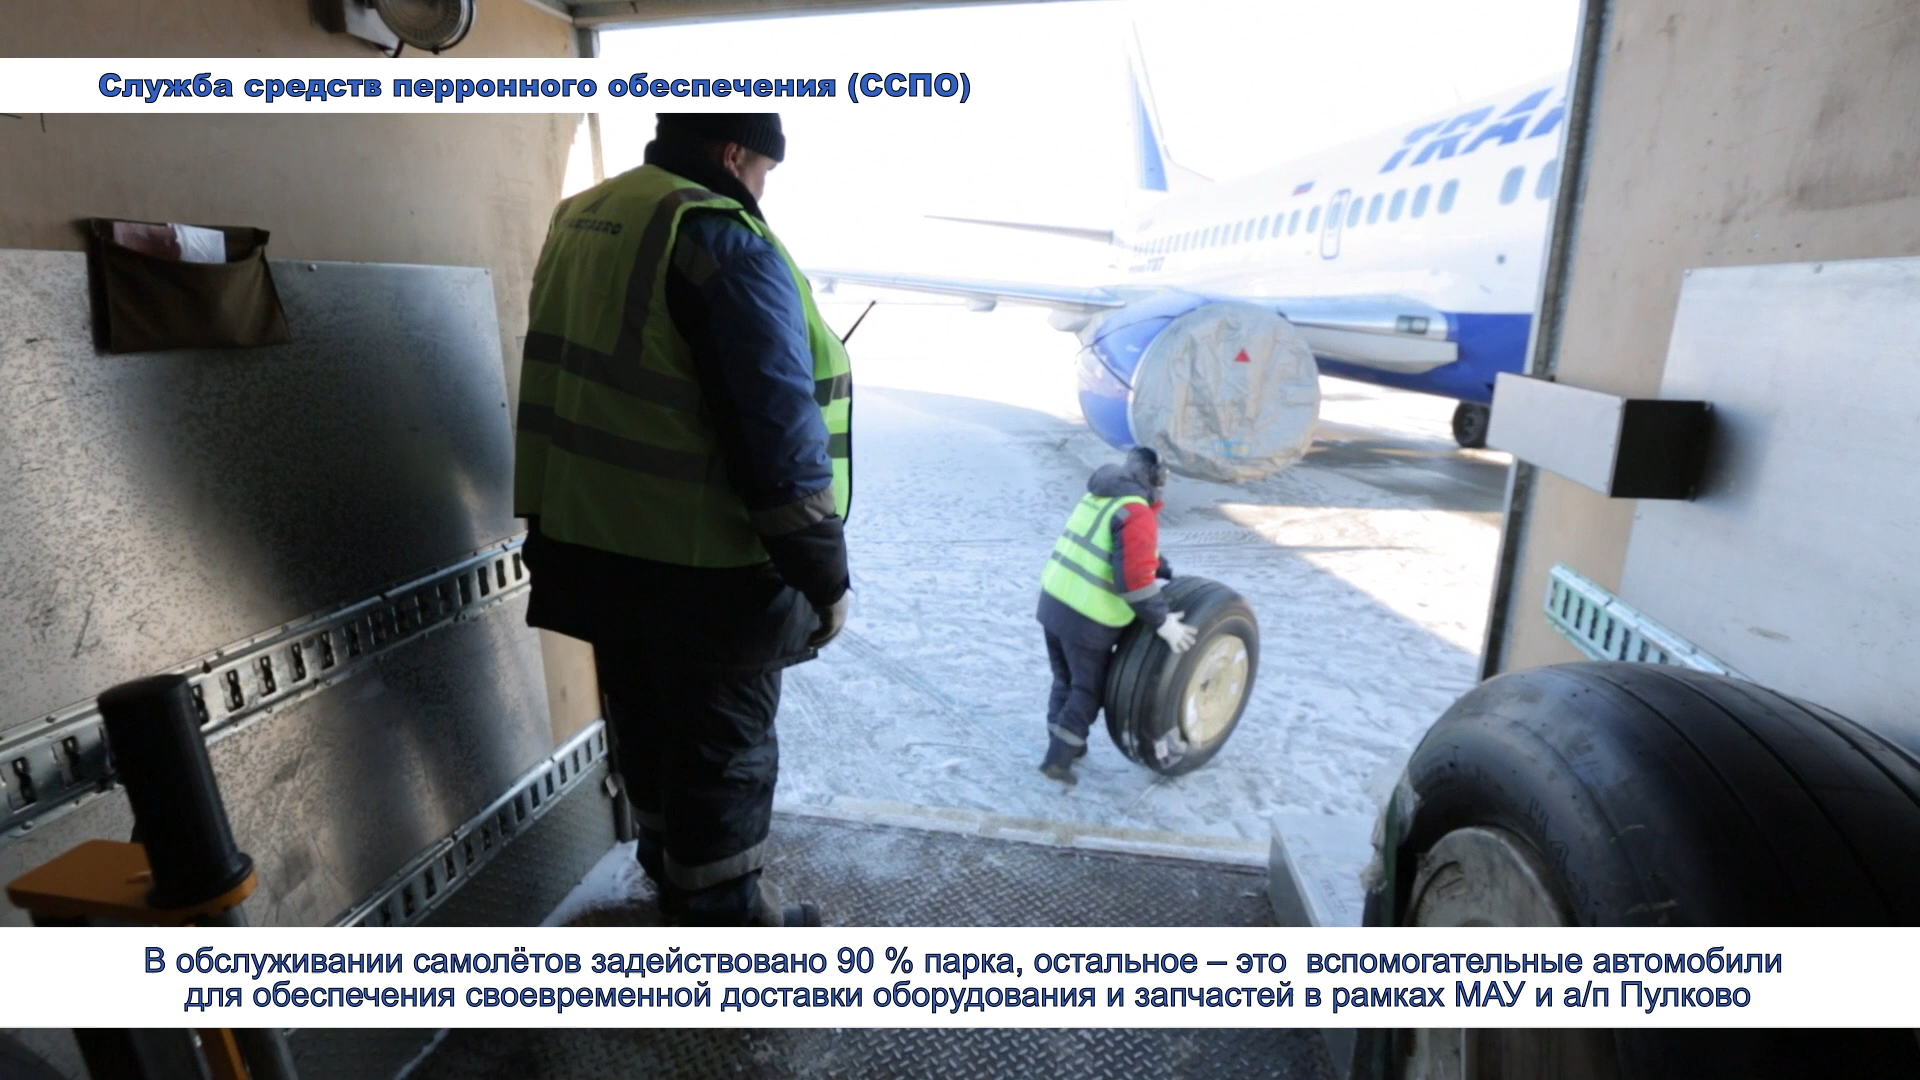 Служба средств перронного обеспечения (ССПО)
TRA
В обслуживании самолётов задействовано 90 % парка, остальное – это вспомогательные автомобили
для обеспечения своевременной доставки оборудования и запчастей в рамках МАУ и а/п Пулково